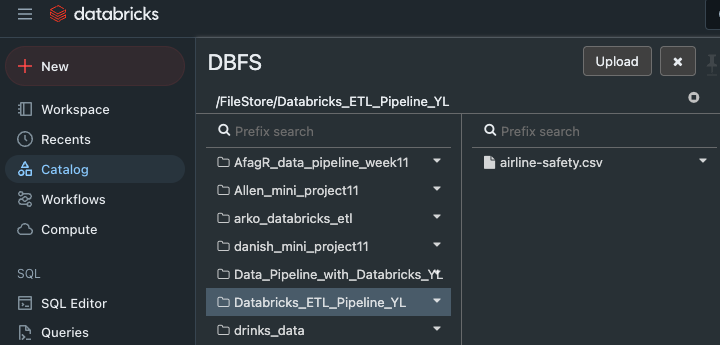 databricks
New
Workspace
Recents
Catalog
Workflows
Compute
SQL
SQL Editor
Queries
DBFS
Upload
/FileStore/Databricks_ETL_Pipeline_YL
Prefix search
AfagR_data_pipeline_week11
Allen_mini_project11
arko_databricks_etl
danish_mini_project11
Data_Pipeline_with_Databricks_YL
Databricks_ETL_Pipeline_YL
drinks_data
Prefix search
airline-safety.csv